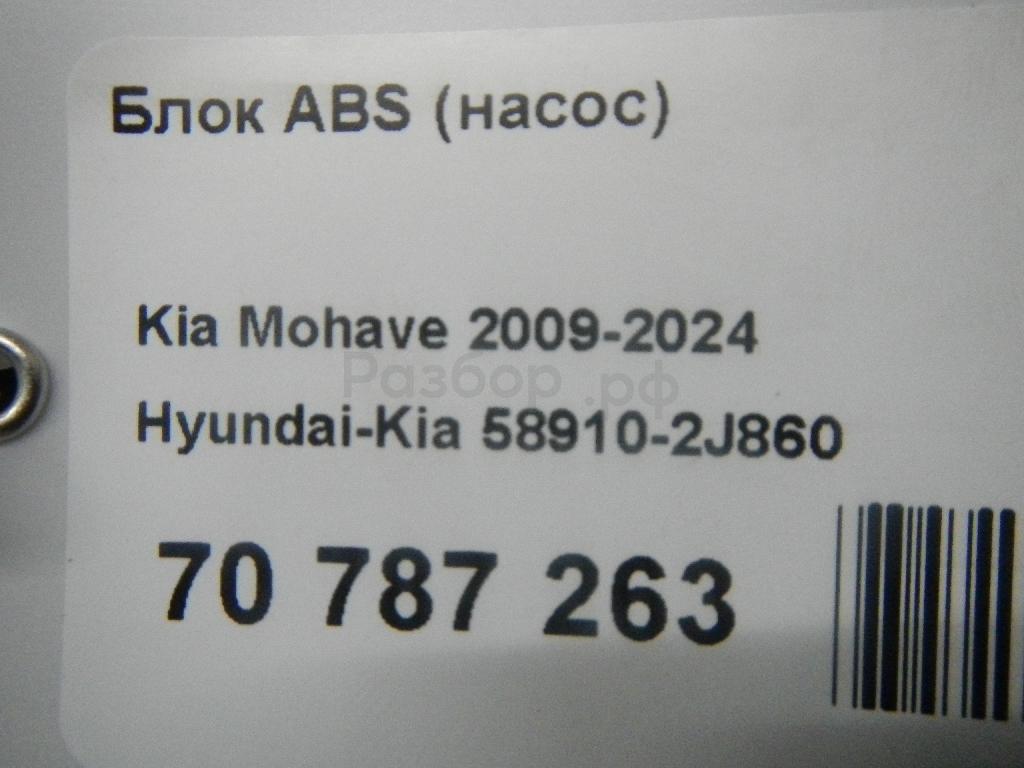 Блок ABS (насос)
Kia Mohave 2009-2024
Разбор.рф
Hyundai-Kia 58910-2J860
70 787 263